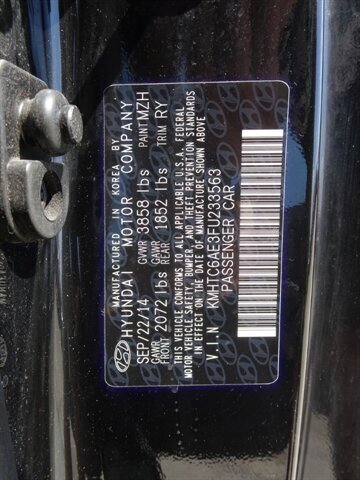 MANUFACTURED IN KOREA BY
HYUNDAI MOTOR COMPANY
SEP/22/14 GVWR 3858 lbs PAINT MZH
GAWR FRONT 2072 lbs GAWR REAR 1852 lbs TRIM RY
THIS VEHICLE CONFORMS TO ALL APPLICABLE U.S.A. FEDERAL
MOTOR VEHICLE SAFETY, BUMPER, AND THEFT PREVENTION STANDARDS
IN EFFECT ON THE DATE OF MANUFACTURE SHOWN ABOVE
V I N : KMHTC6AE3FU233563
PASSENGER CAR